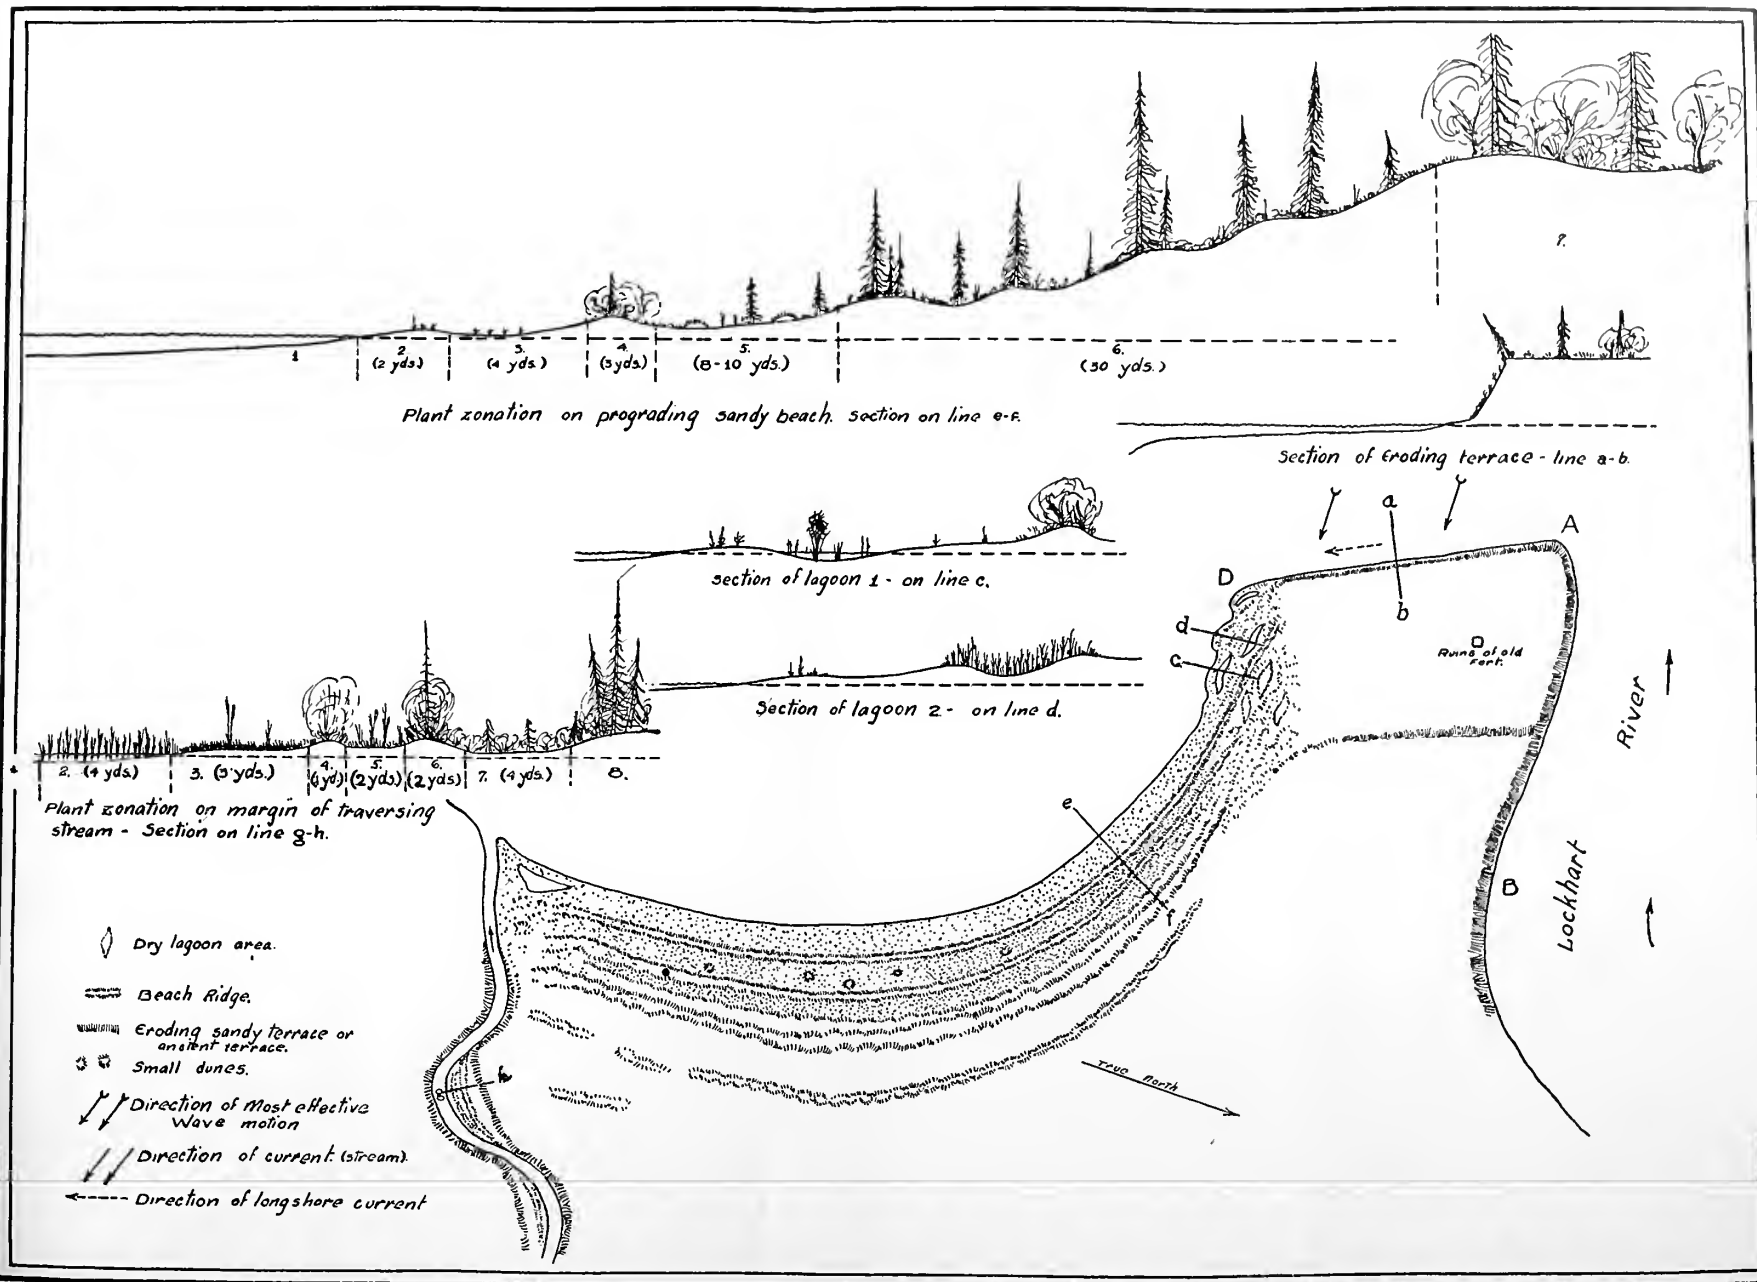 7.
1 2. 3. 4. 5. 6.
(2 yds.) (4 yds.) (3 yds.) (8-10 yds.) (30 yds.)
Plant zonation on prograding sandy beach. Section on line e-f.
Section of Eroding terrace - line a-b.
a
A
Section of lagoon 1 - on line c.
D
b
d
c
Ruins of old
Fort.
River
Section of lagoon 2 - on line d.
2. (4 yds.) 3. (3 yds.) 4. (1 yd.) 5. (2 yds.) 6. (2 yds) 7. (4 yds.) 8.
Plant zonation on margin of traversing
stream - Section on line g-h.
e
f
B
Lockhart
Dry lagoon area.
Beach Ridge.
Eroding sandy terrace or
ancient terrace.
Small dunes.
Direction of Most effective
Wave motion
Direction of current (stream).
Direction of longshore current
g
h
True North